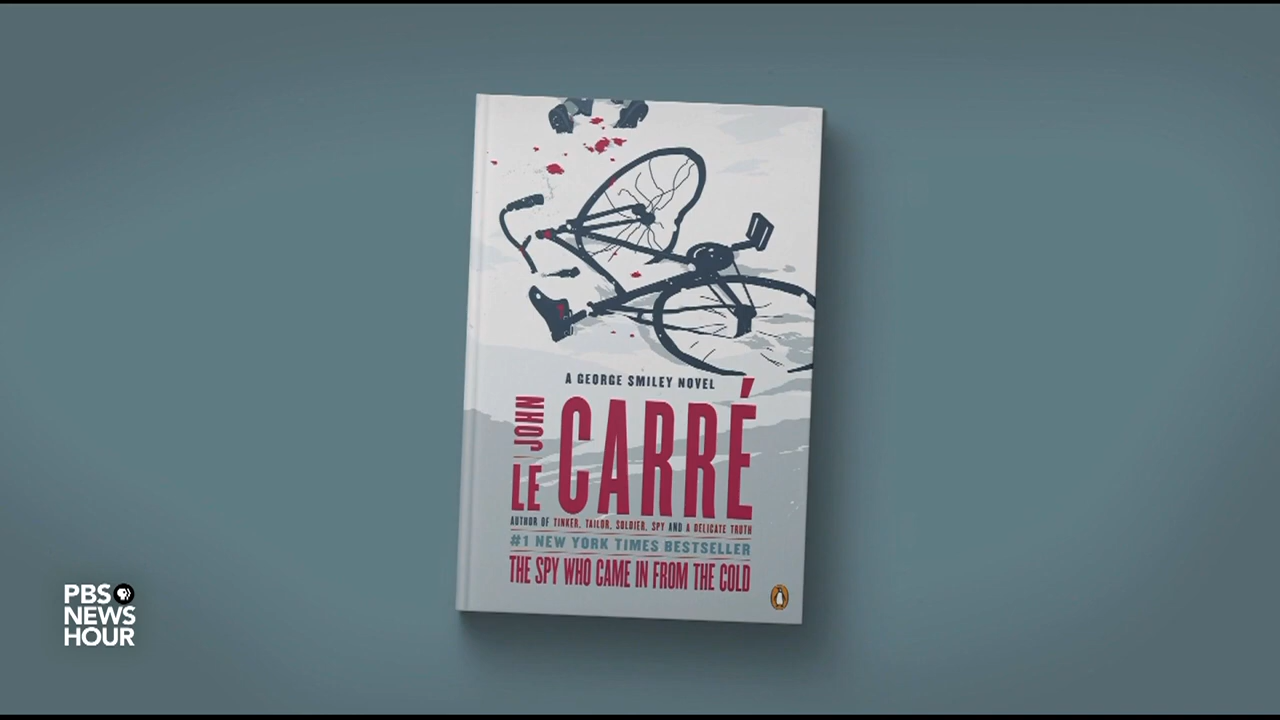 A GEORGE SMILEY NOVEL
JOHN
LE CARRÉ
AUTHOR OF TINKER, TAILOR, SOLDIER, SPY AND A DELICATE TRUTH
#1 NEW YORK TIMES BESTSELLER
THE SPY WHO CAME IN FROM THE COLD
PBS
NEWS
HOUR